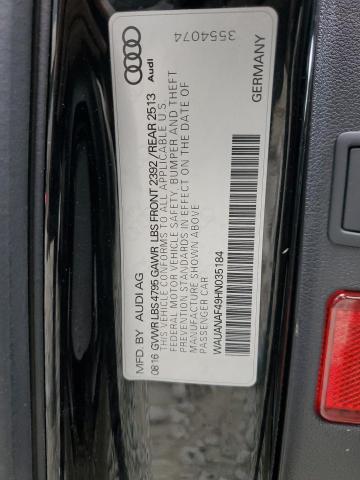 MFD. BY AUDI AG
08 16 GVWR LBS 4795 GAWR LBS FRONT 2392 /REAR 2513
THIS VEHICLE CONFORMS TO ALL APPLICABLE U S
FEDERAL MOTOR VEHICLE SAFETY, BUMPER AND THEFT
PREVENTION STANDARDS IN EFFECT ON THE DATE OF
MANUFACTURE SHOWN ABOVE
PASSENGER CAR
WAUANAF49HN035184
Audi
3554074
GERMANY